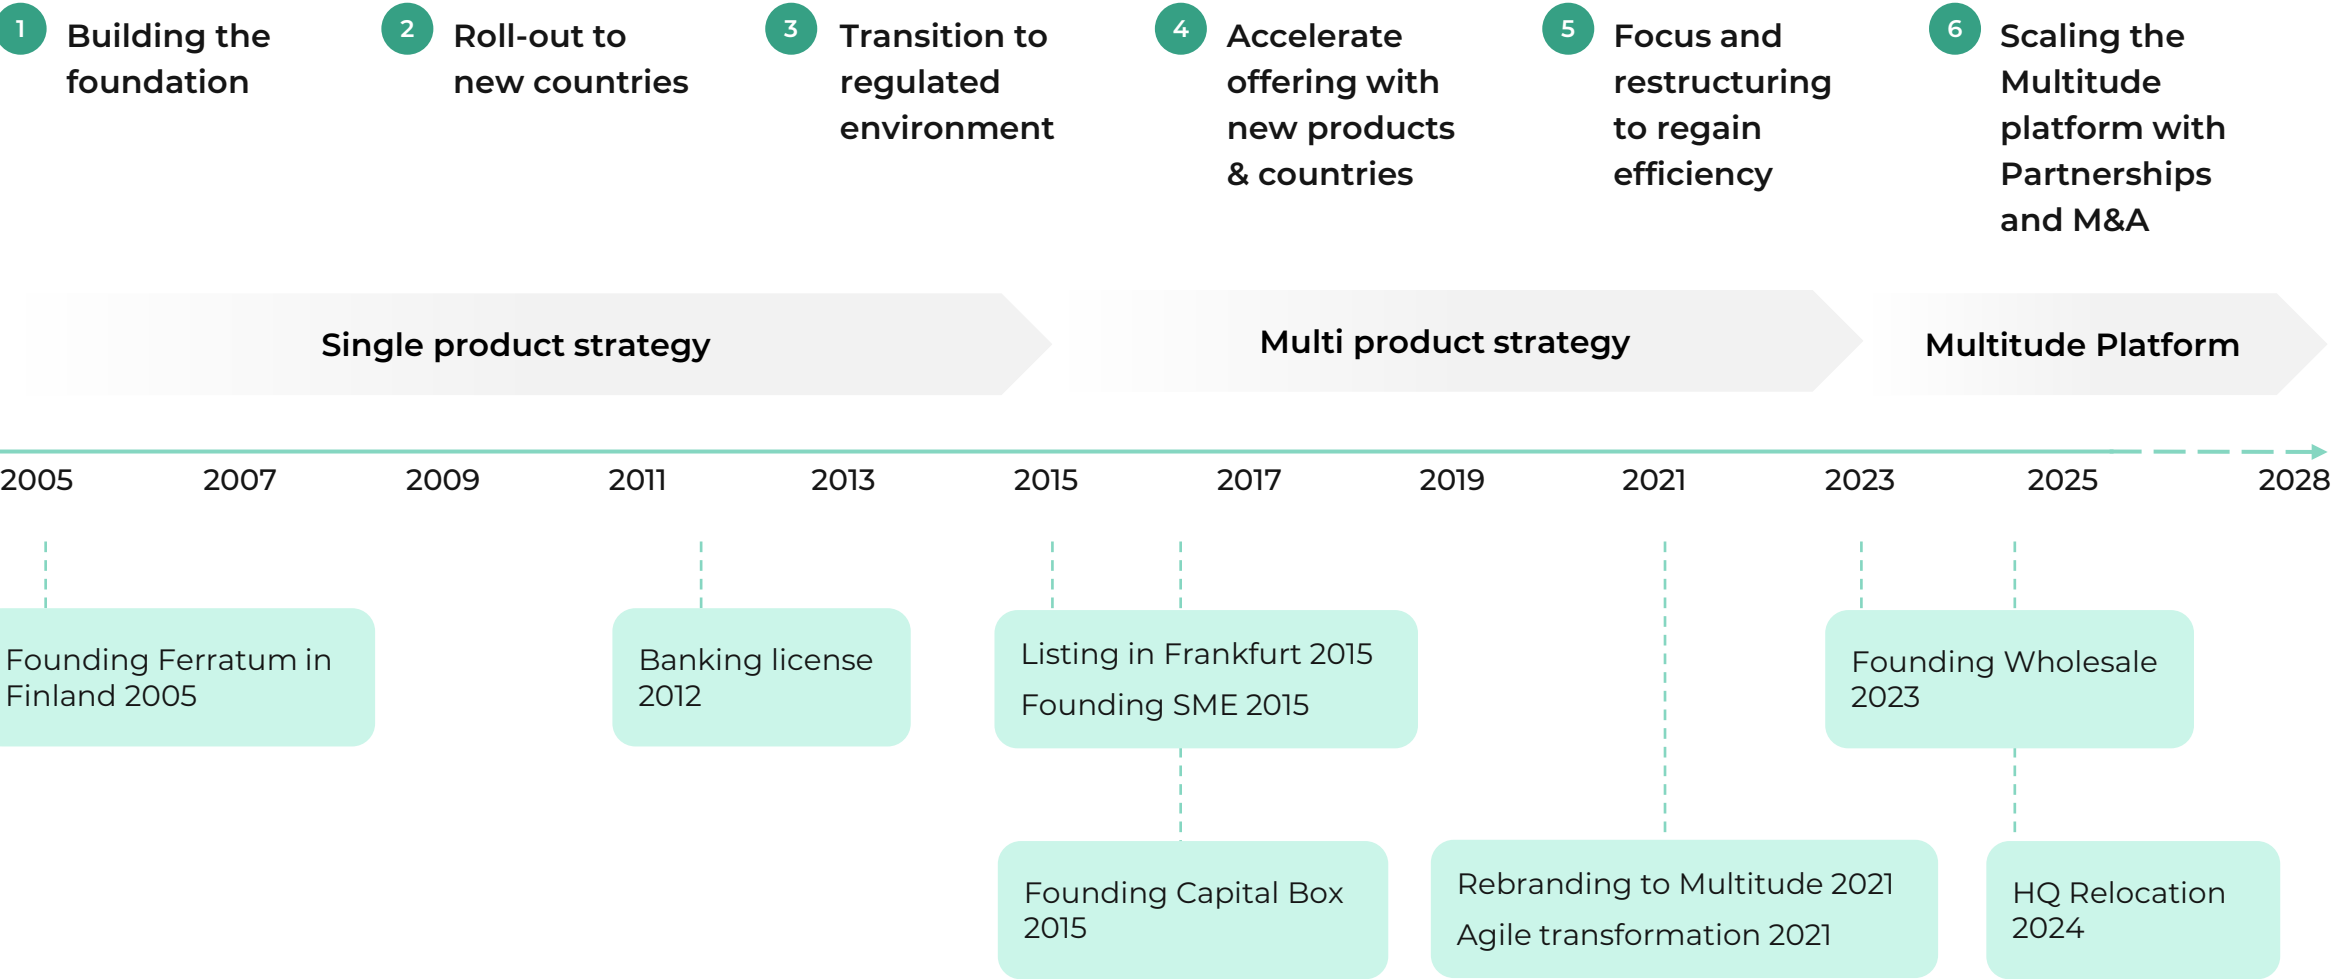 1
Building the
foundation
2
Roll-out to
new countries
3
Transition to
regulated
environment
4
Accelerate
offering with
new products
& countries
5
Focus and
restructuring
to regain
efficiency
6
Scaling the
Multitude
platform with
Partnerships
and M&A
Single product strategy
Multi product strategy
Multitude Platform
2005 2007 2009 2011 2013 2015 2017 2019 2021 2023 2025 2028
Founding Ferratum in
Finland 2005
Banking license
2012
Listing in Frankfurt 2015
Founding SME 2015
Founding Wholesale
2023
Founding Capital Box
2015
Rebranding to Multitude 2021
Agile transformation 2021
HQ Relocation
2024